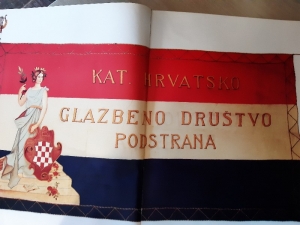 KAT. HRVATSKO
GLAZBENO DRUŠTVO
PODSTRANA